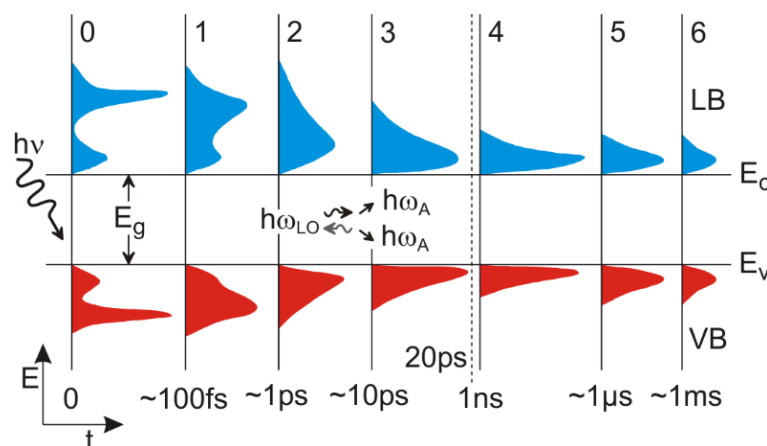 0 1 2 3 4 5 6
LB
hν
E_c
E_g
hω_A
hω_LO
hω_A
E_v
VB
20ps
E
0 ~100fs ~1ps ~10ps 1ns ~1µs ~1ms
t